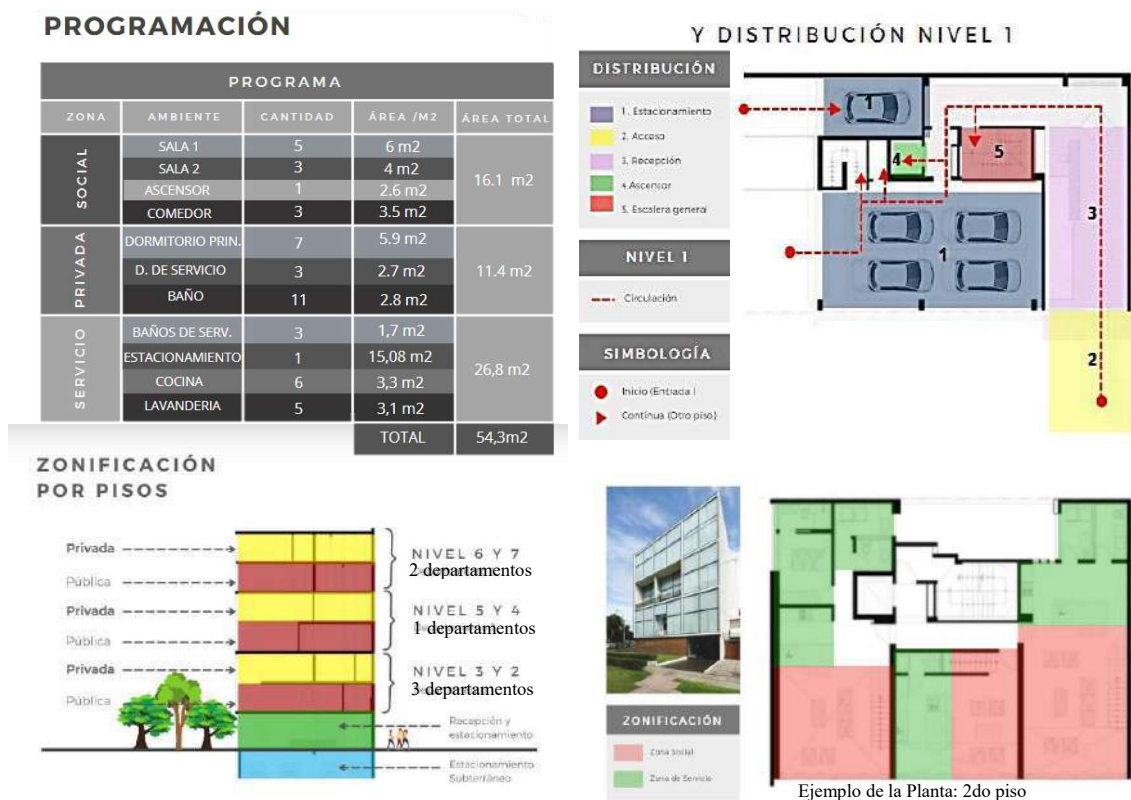 PROGRAMACIÓN
PROGRAMA
ZONA AMBIENTE CANTIDAD ÁREA /M2 ÁREA TOTAL
SOCIAL
SALA 1 5 6 m2
SALA 2 3 4 m2
ASCENSOR 1 2.6 m2
COMEDOR 3 3.5 m2
16.1 m2
PRIVADA
DORMITORIO PRIN. 7 5.9 m2
D. DE SERVICIO 3 2.7 m2
BAÑO 11 2.8 m2
11.4 m2
SERVICIO
BAÑOS DE SERV. 3 1,7 m2
ESTACIONAMIENTO 1 15,08 m2
COCINA 6 3,3 m2
LAVANDERIA 5 3,1 m2
26,8 m2
TOTAL 54,3m2
Y DISTRIBUCIÓN NIVEL 1
DISTRIBUCIÓN
1. Estacionamiento
2. Acceso
3. Recepción
4. Ascensor
5. Escalera general
NIVEL 1
Circulación
SIMBOLOGÍA
Inicio (Entrada )
Continua (Otro piso)
1
4
5
1
3
2
ZONIFICACIÓN
POR PISOS
Privada
Pública
Privada
Pública
Privada
Pública
NIVEL 6 Y 7
2 departamentos
NIVEL 5 Y 4
1 departamentos
NIVEL 3 Y 2
3 departamentos
Recepción y
estacionamiento
Estacionamiento
Subterráneo
ZONIFICACIÓN
Zona Social
Zona de Servicio
1
Ejemplo de la Planta: 2do piso